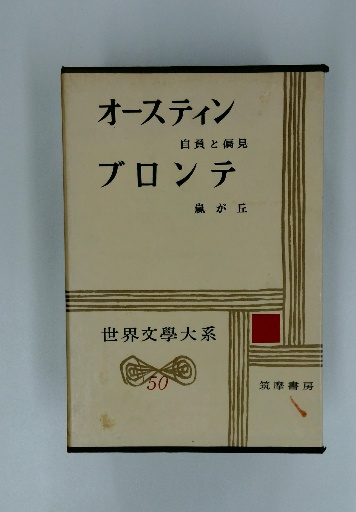 オースティン
自負と偏見
ブロンテ
嵐が丘
世界文學大系
50
筑摩書房